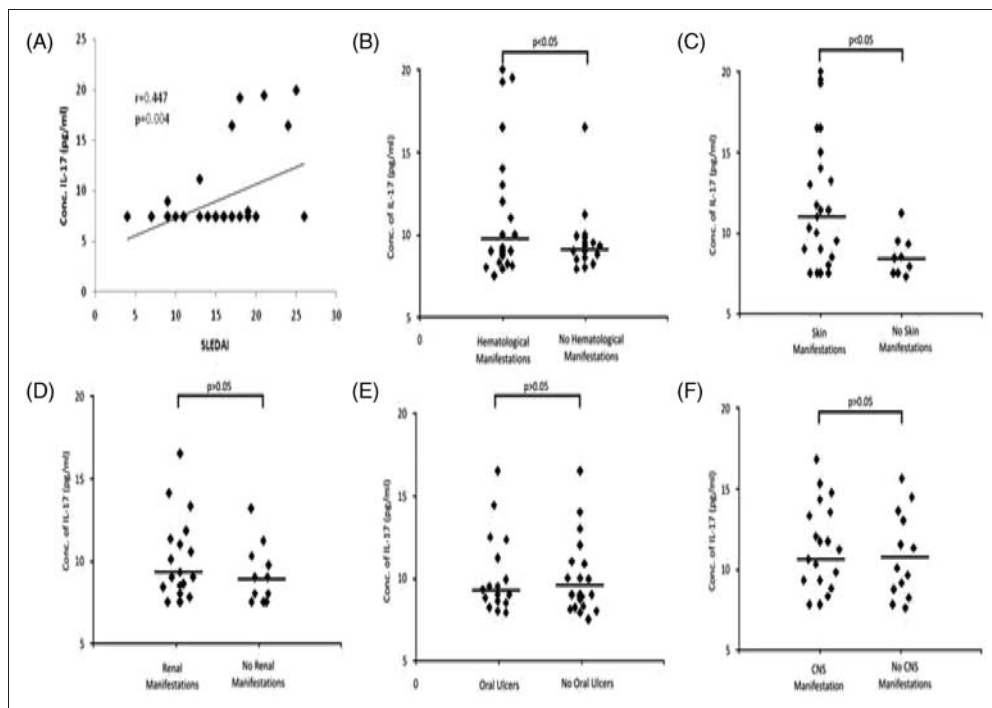 (A)
25
20
15
10
5
0
Conc. IL-17 (pg/ml)
r=0.447
p=0.004
0 5 10 15 20 25 30
SLEDAI
(B)
p<0.05
20
15
10
5
Conc. of IL-17 (pg/ml)
0
Hematological
Manifestations
No Hematological
Manifestations
(C)
p<0.05
20
15
10
5
Conc. of IL-17 (pg/ml)
Skin
Manifestations
No Skin
Manifestations
(D)
p>0.05
20
15
10
5
Conc. of IL-17 (pg/ml)
Renal
Manifestations
No Renal
Manifestations
(E)
p>0.05
20
15
10
5
Conc. of IL-17 (pg/ml)
0
Oral Ulcers
No Oral Ulcers
(F)
p>0.05
20
15
10
5
Conc. of IL-17 (pg/ml)
CNS
Manifestation
No CNS
Manifestations